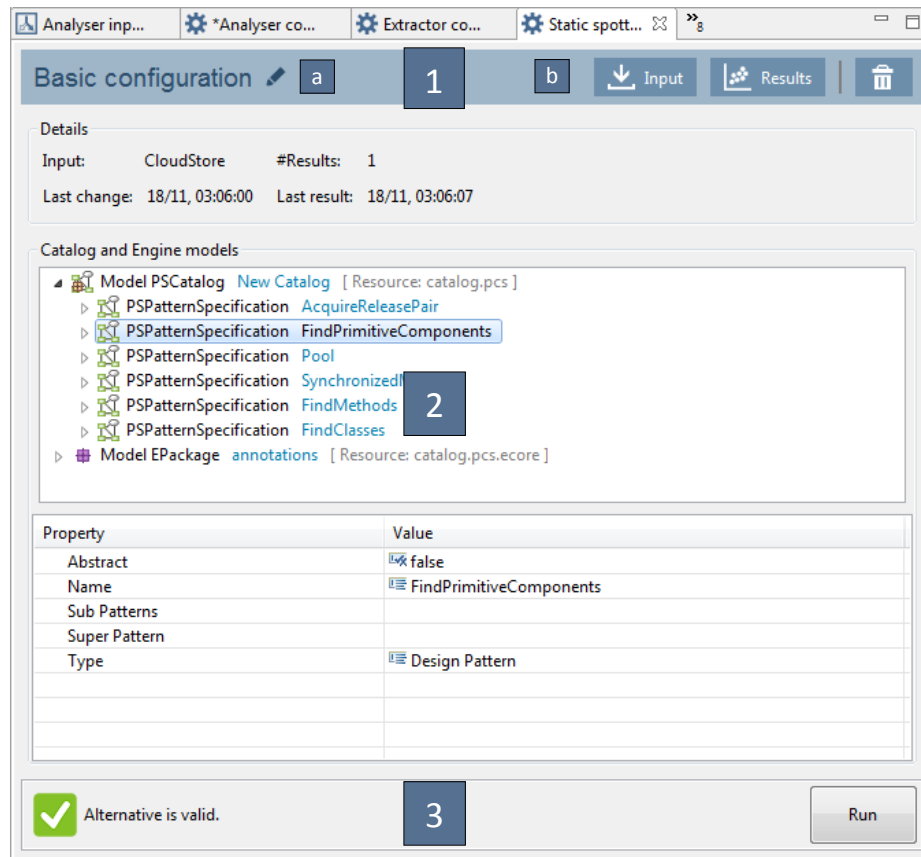 Analyser inp... *Analyser co... Extractor co... Static spott... »8
Basic configuration a 1 b Input Results
Details
Input: CloudStore #Results: 1
Last change: 18/11, 03:06:00 Last result: 18/11, 03:06:07
Catalog and Engine models
Model PSCatalog New Catalog [ Resource: catalog.pcs ]
PSPatternSpecification AcquireReleasePair
PSPatternSpecification FindPrimitiveComponents
PSPatternSpecification Pool
PSPatternSpecification
PSPatternSpecification FindMethods 2
PSPatternSpecification FindClasses
Model EPackage annotations [ Resource: catalog.pcs.ecore ]
Property Value
Abstract false
Name FindPrimitiveComponents
Sub Patterns
Super Pattern
Type Design Pattern
Alternative is valid. 3 Run